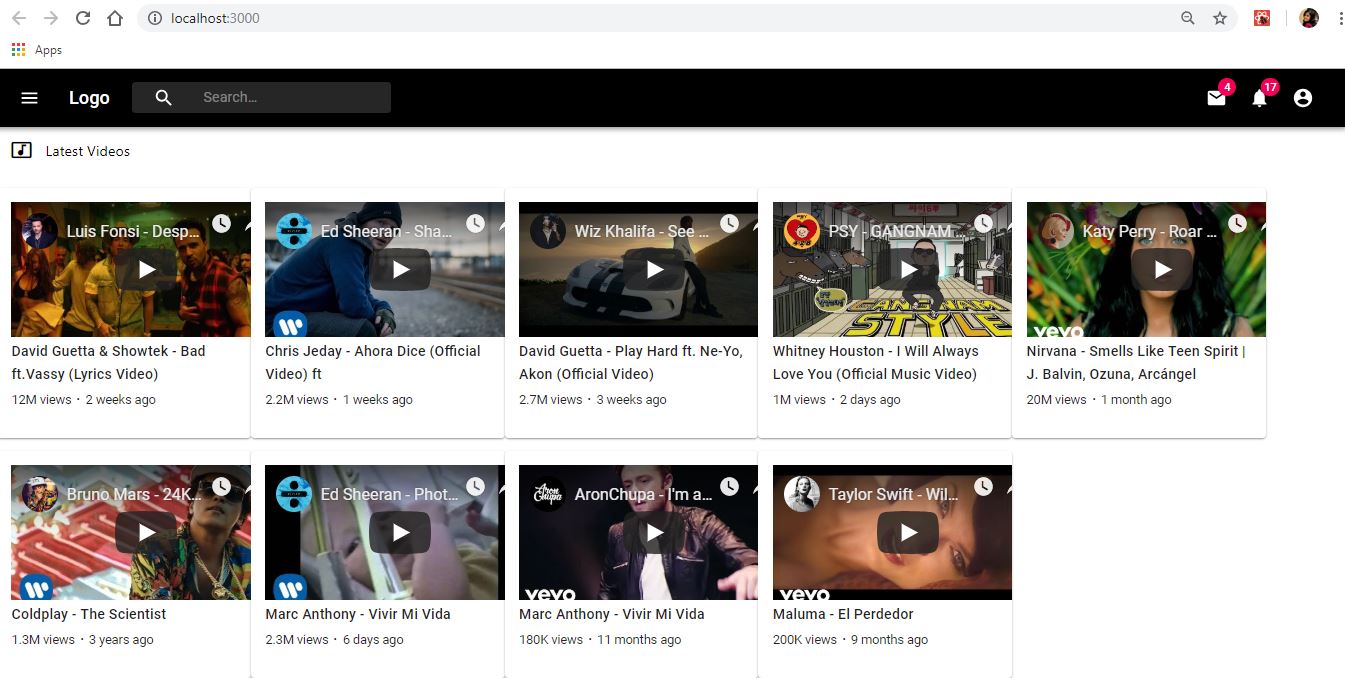 localhost:3000
Apps
Logo
Search...
4
17
Latest Videos
Luis Fonsi - Desp...
Ed Sheeran - Sha...
Wiz Khalifa - See ...
PSY - GANGNAM ...
Katy Perry - Roar ...
GANGNAM
STYLE
vevo
David Guetta & Showtek - Bad
ft.Vassy (Lyrics Video)
12M views · 2 weeks ago
Chris Jeday - Ahora Dice (Official
Video) ft
2.2M views · 1 weeks ago
David Guetta - Play Hard ft. Ne-Yo,
Akon (Official Video)
2.7M views · 3 weeks ago
Whitney Houston - I Will Always
Love You (Official Music Video)
1M views · 2 days ago
Nirvana - Smells Like Teen Spirit |
J. Balvin, Ozuna, Arcángel
20M views · 1 month ago
Bruno Mars - 24K...
Ed Sheeran - Phot...
Aron
Chupa
AronChupa - I'm a...
Taylor Swift - Wil...
vevo
vevo
Coldplay - The Scientist
1.3M views · 3 years ago
Marc Anthony - Vivir Mi Vida
2.3M views · 6 days ago
Marc Anthony - Vivir Mi Vida
180K views · 11 months ago
Maluma - El Perdedor
200K views · 9 months ago